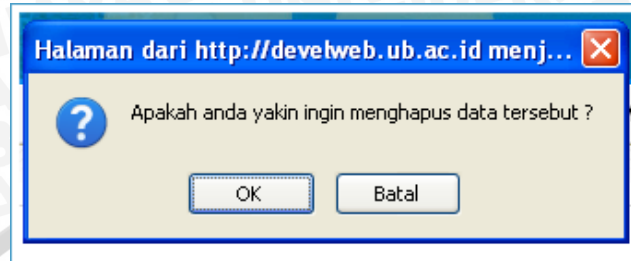 Halaman dari http://develweb.ub.ac.id menj...
Apakah anda yakin ingin menghapus data tersebut ?
OK
Batal